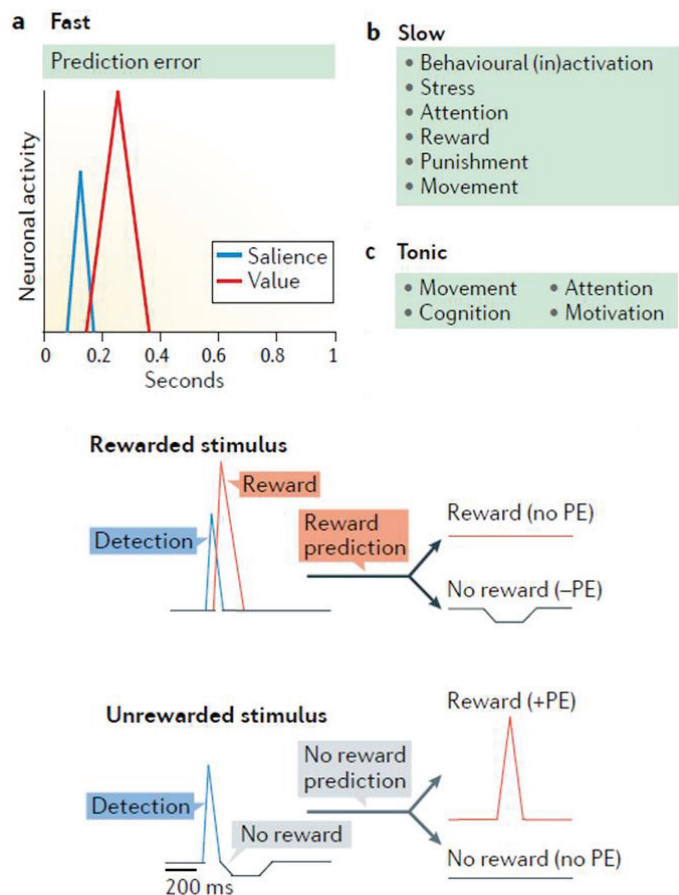 a Fast
Prediction error
Neuronal activity
Salience
Value
0 0.2 0.4 0.6 0.8 1
Seconds
b Slow
• Behavioural (in)activation
• Stress
• Attention
• Reward
• Punishment
• Movement
c Tonic
• Movement • Attention
• Cognition • Motivation
Rewarded stimulus
Reward
Detection
Reward
prediction
Reward (no PE)
No reward (–PE)
Unrewarded stimulus
Detection
No reward
200 ms
No reward
prediction
Reward (+PE)
No reward (no PE)